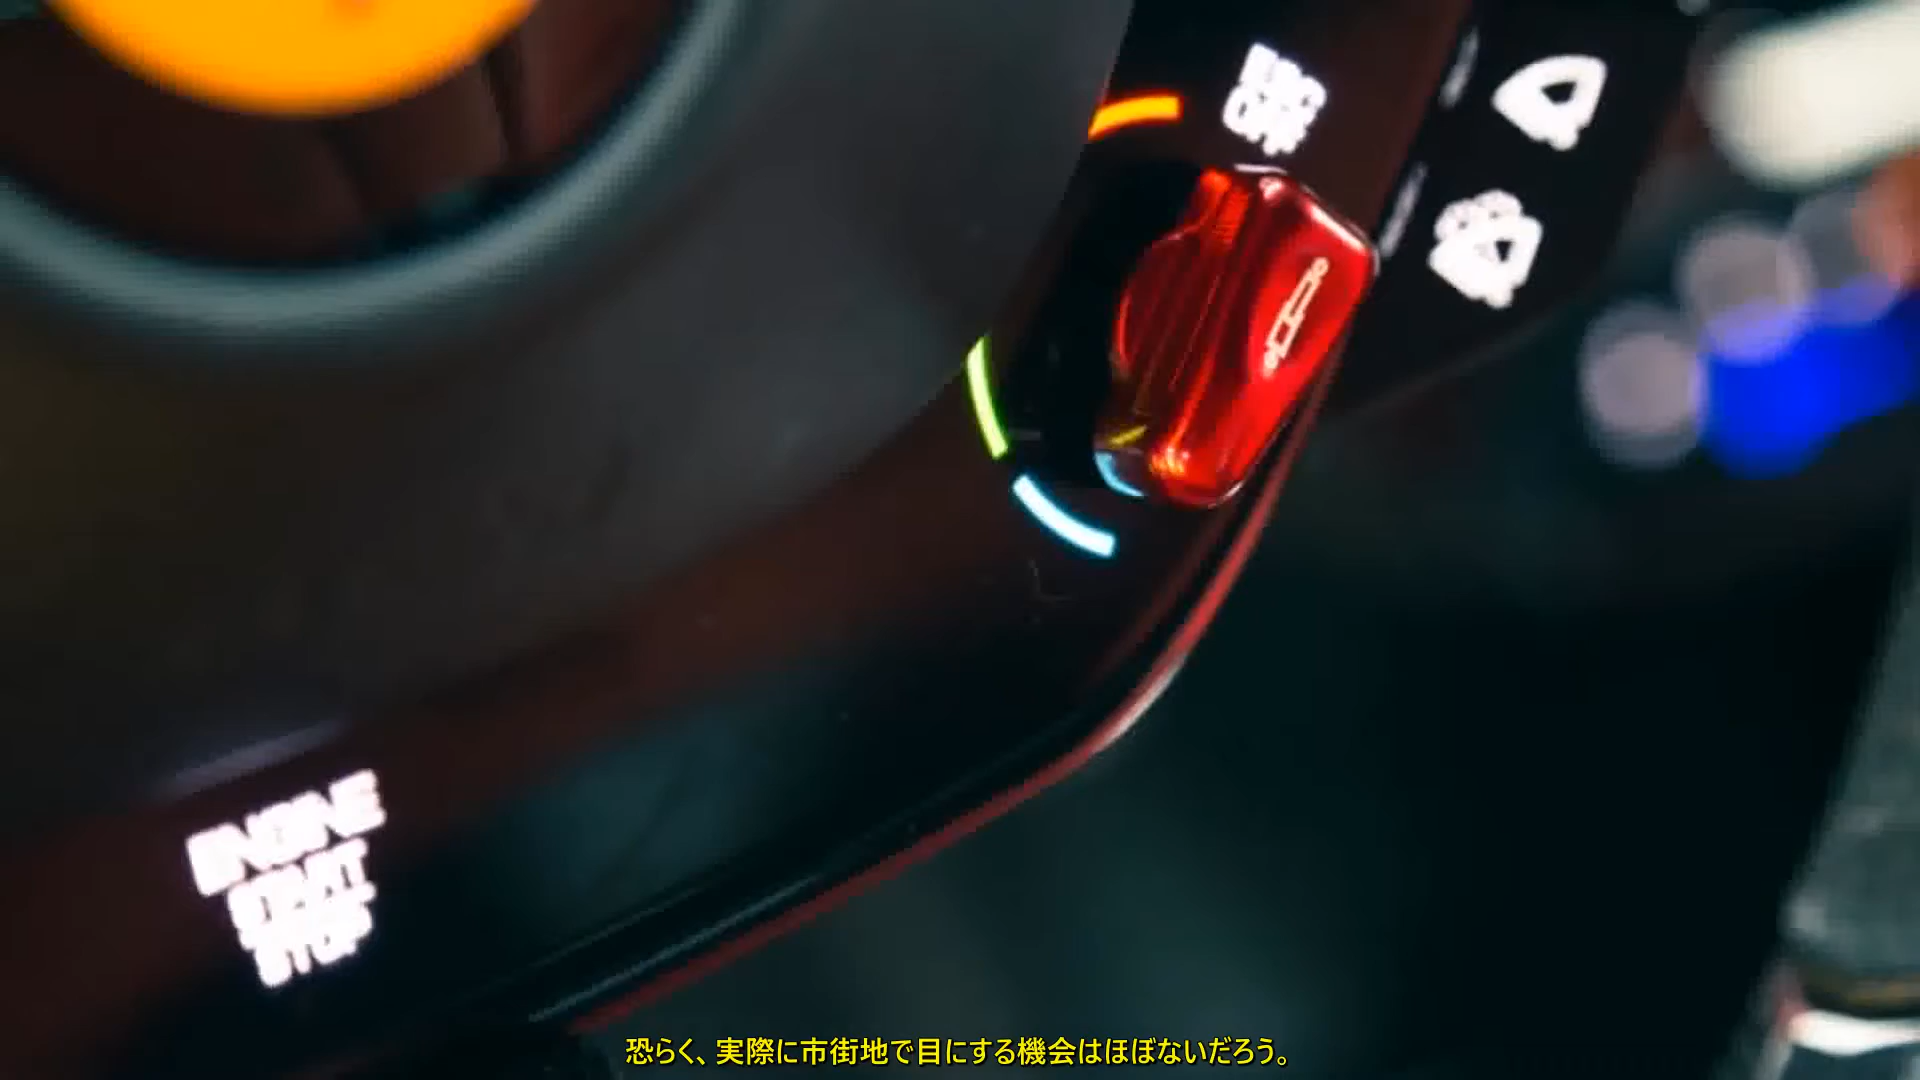 ESC
OFF
ENGINE
START
STOP
恐らく、実際に市街地で目にする機会はほぼないだろう。